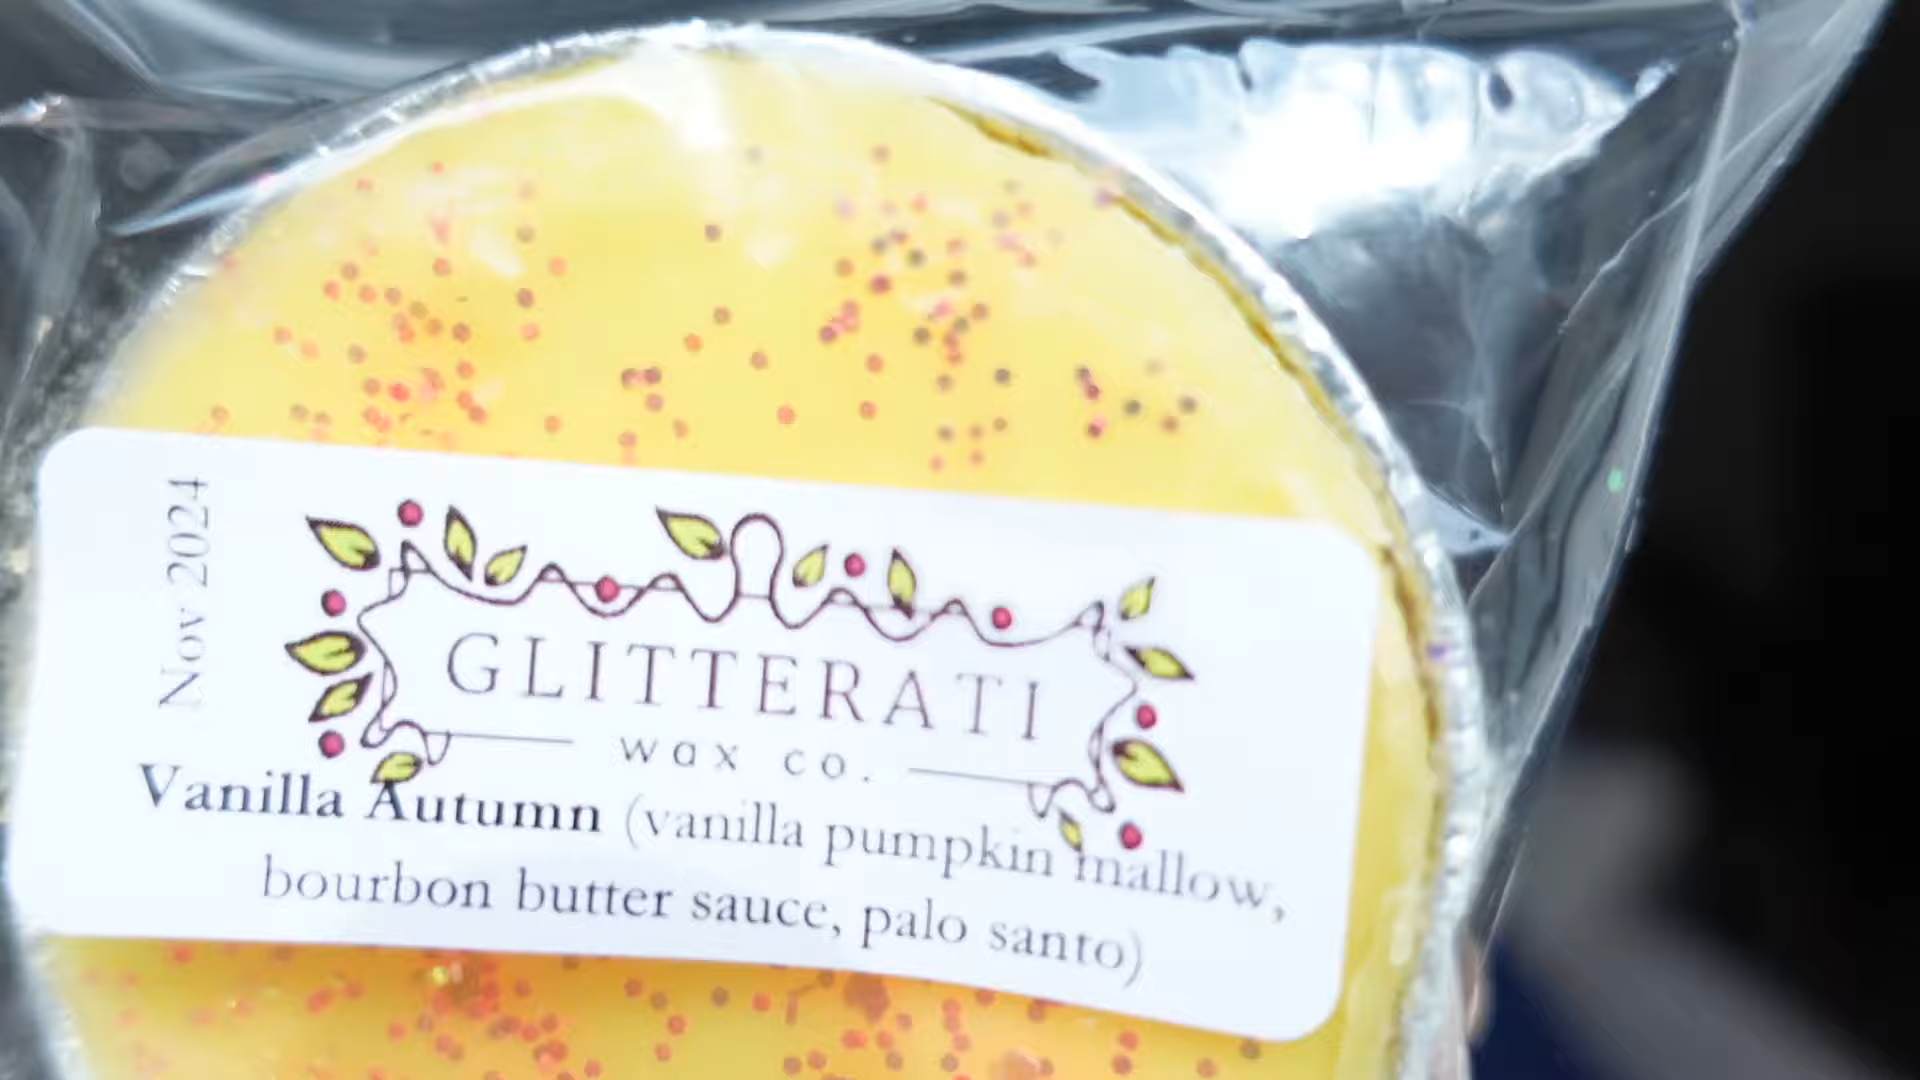 Nov 2024
GLITTERATI
wax co.
Vanilla Autumn (vanilla pumpkin mallow,
bourbon butter sauce, palo santo)